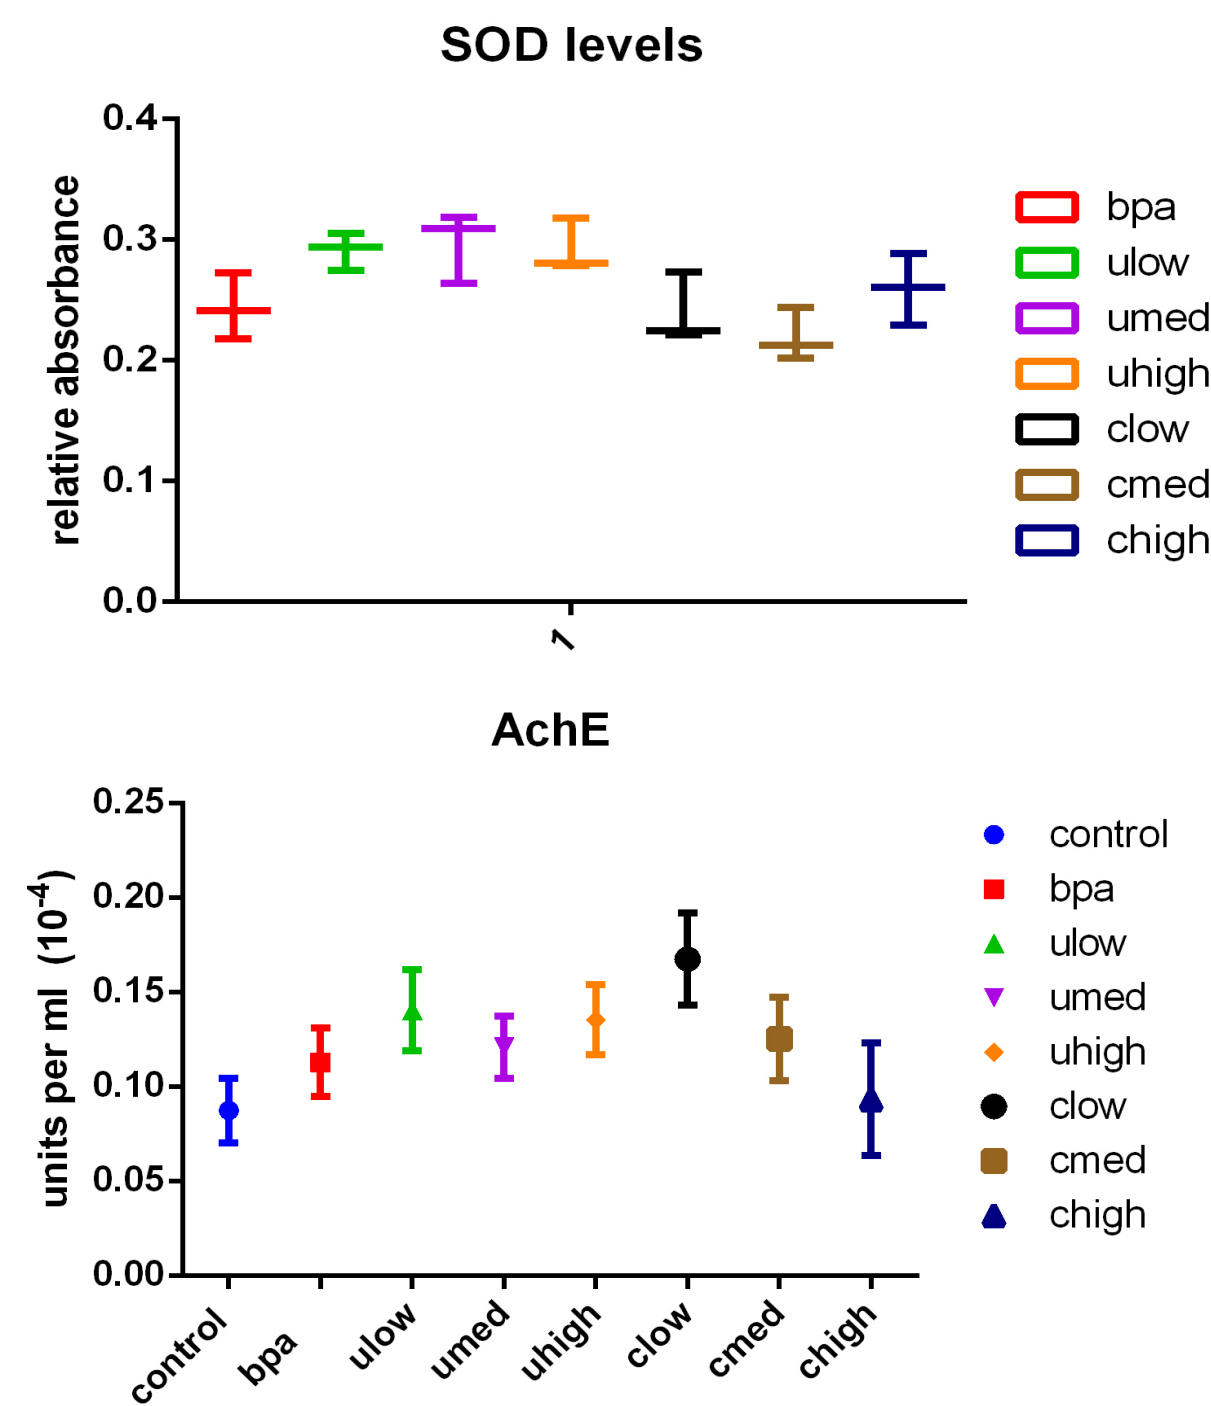 SOD levels
0.4
0.3
0.2
0.1
0.0
relative absorbance
1
bpa
ulow
umed
uhigh
clow
cmed
chigh
AchE
0.25
0.20
0.15
0.10
0.05
0.00
units per ml (10⁻⁴)
control
bpa
ulow
umed
uhigh
clow
cmed
chigh
control
bpa
ulow
umed
uhigh
clow
cmed
chigh